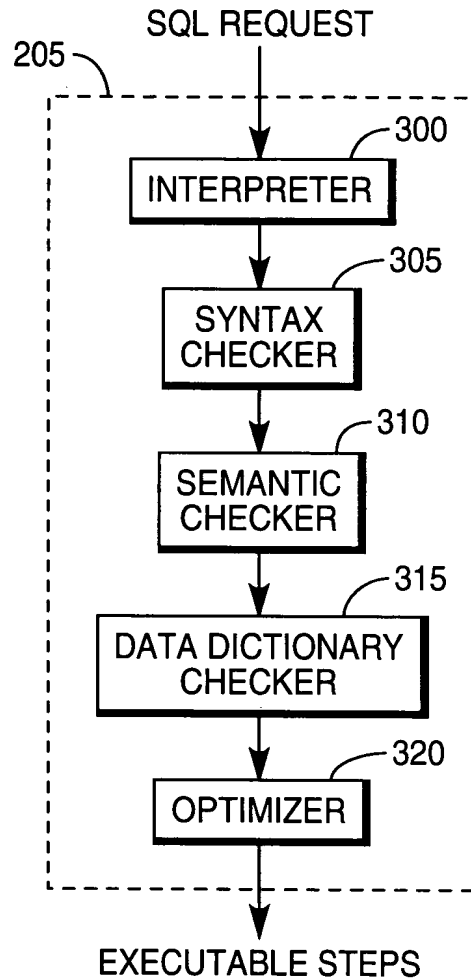 SQL REQUEST
205
300
INTERPRETER
305
SYNTAX
CHECKER
310
SEMANTIC
CHECKER
315
DATA DICTIONARY
CHECKER
320
OPTIMIZER
EXECUTABLE STEPS